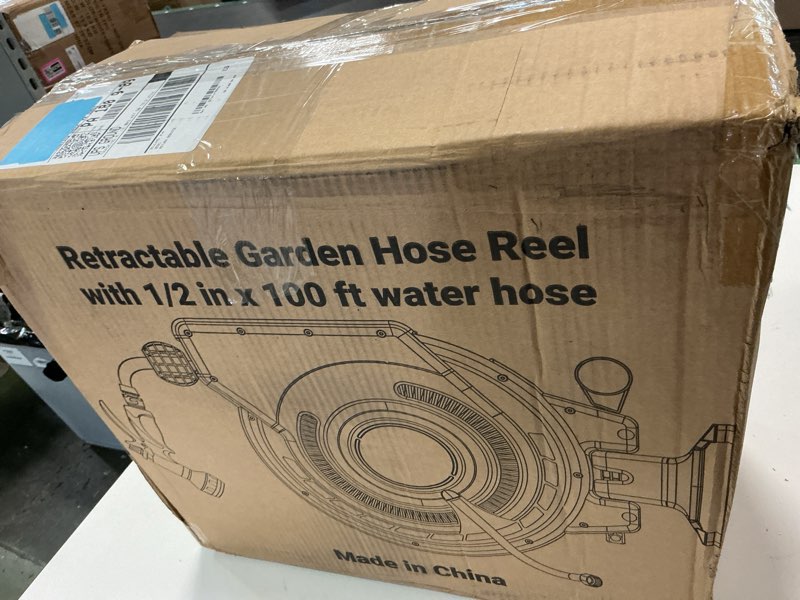 Retractable Garden Hose Reel
with 1/2 in x 100 ft water hose
Made in China